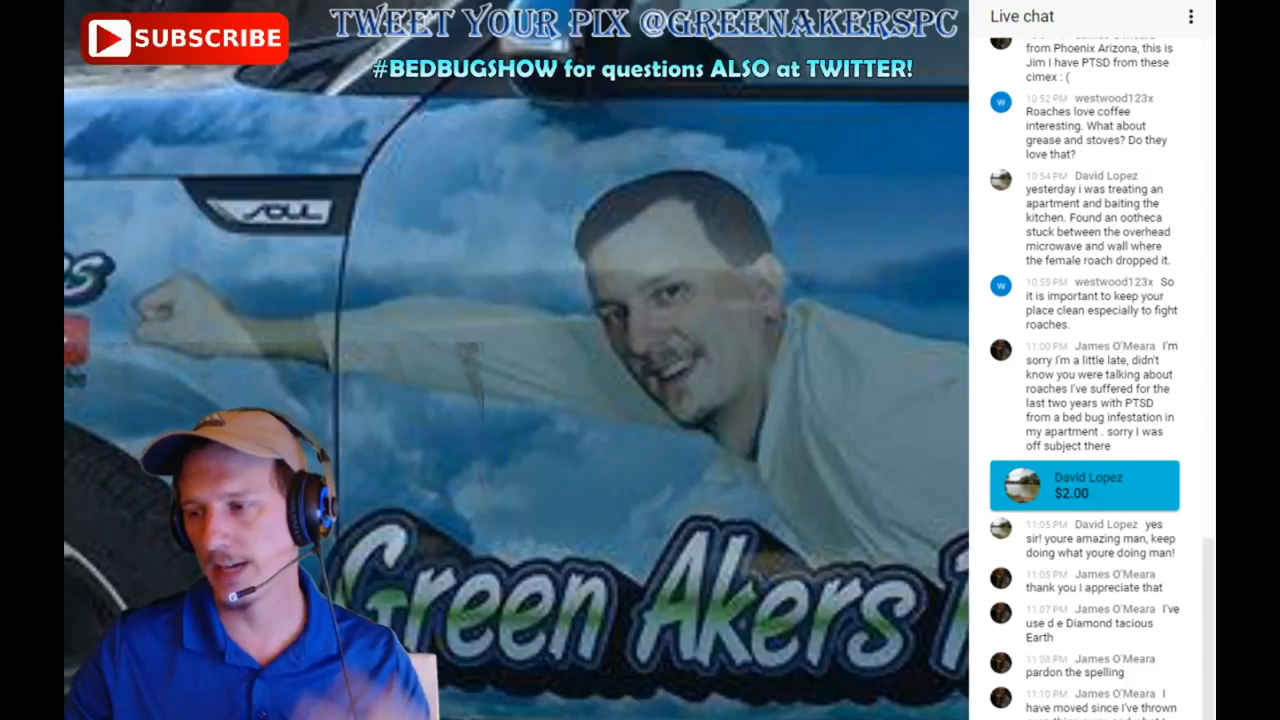 SUBSCRIBE
TWEET YOUR PIX @GREENAKERSPC
#BEDBUGSHOW for questions ALSO at TWITTER!
SOUL
Green Akers
Live chat
from Phoenix Arizona, this is
Jim I have PTSD from these
cimex : (
W
10:52 PM westwood123x
Roaches love coffee
interesting. What about
grease and stoves? Do they
love that?
10:54 PM David Lopez
yesterday i was treating an
apartment and baiting the
kitchen. Found an ootheca
stuck between the overhead
microwave and wall where
the female roach dropped it.
W
10:55 PM westwood123x So
it is important to keep your
place clean especially to fight
roaches.
11:00 PM James O'Meara I'm
sorry I'm a little late, didn't
know you were talking about
roaches I've suffered for the
last two years with PTSD
from a bed bug infestation in
my apartment . sorry I was
off subject there
David Lopez
$2.00
11:05 PM David Lopez yes
sir! youre amazing man, keep
doing what youre doing man!
11:05 PM James O'Meara
thank you I appreciate that
11:07 PM James O'Meara I've
use d e Diamond tacious
Earth
11:08 PM James O'Meara
pardon the spelling
11:10 PM James O'Meara I
have moved since I've thrown